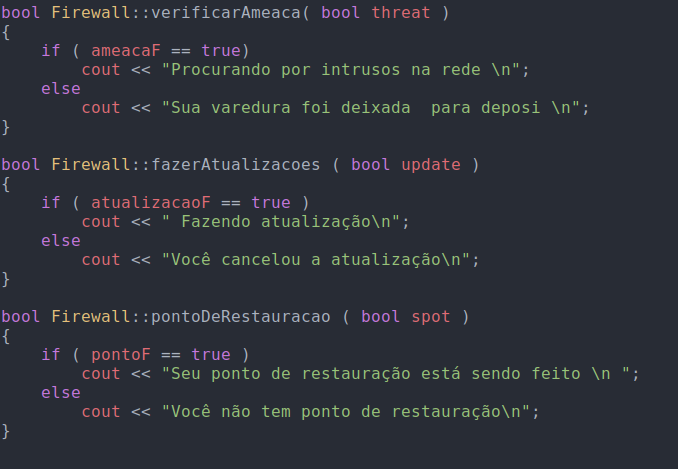 bool Firewall::verificarAmeaca( bool threat )
{
    if ( ameacaF == true)
        cout << "Procurando por intrusos na rede \n";
    else
        cout << "Sua varedura foi deixada  para deposi \n";
}

bool Firewall::fazerAtualizacoes ( bool update )
{
    if ( atualizacaoF == true )
        cout << " Fazendo atualização\n";
    else
        cout << "Você cancelou a atualização\n";
}

bool Firewall::pontoDeRestauracao ( bool spot )
{
    if ( pontoF == true )
        cout << "Seu ponto de restauração está sendo feito \n ";
    else
        cout << "Você não tem ponto de restauração\n";
}